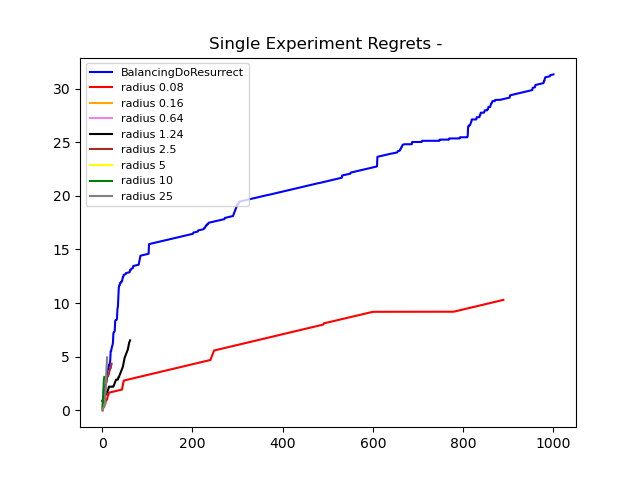 Single Experiment Regrets -
BalancingDoResurrect
radius 0.08
radius 0.16
radius 0.64
radius 1.24
radius 2.5
radius 5
radius 10
radius 25
30
25
20
15
10
5
0
0 200 400 600 800 1000